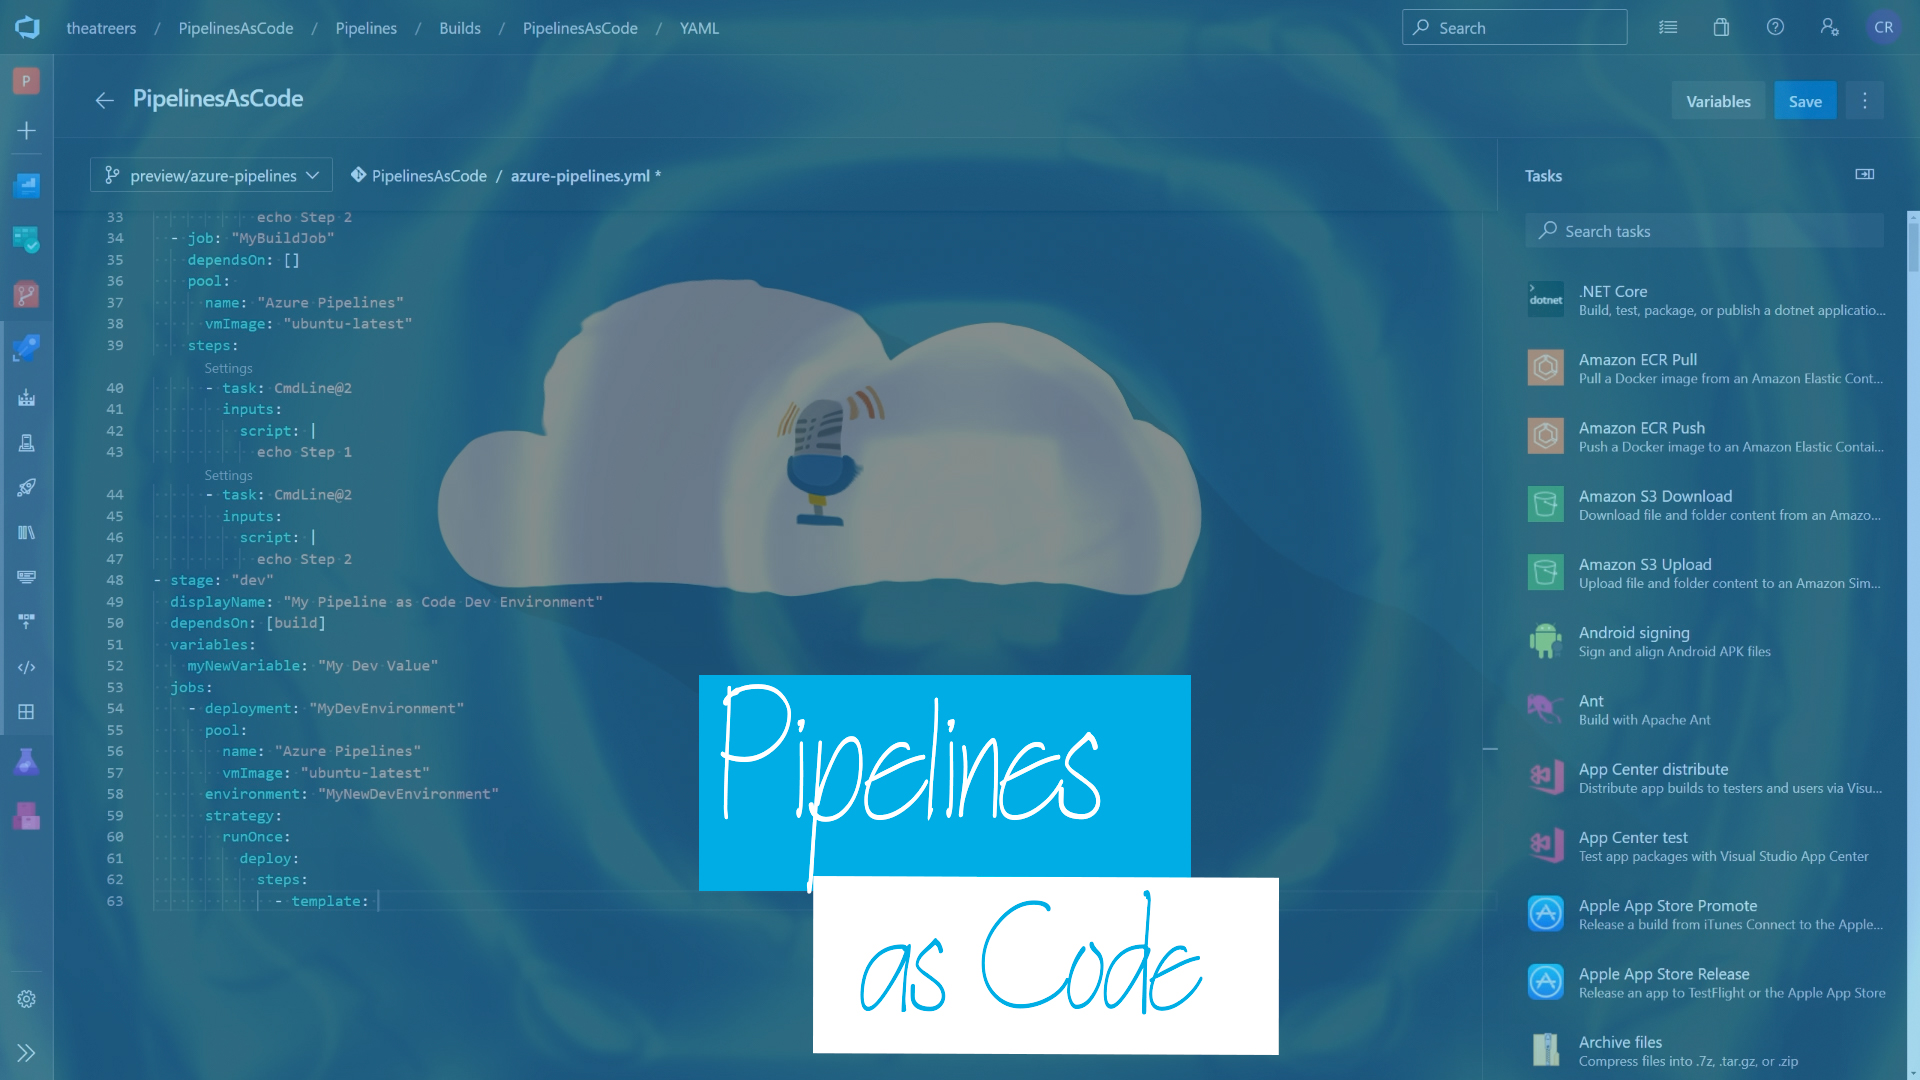 theatreers / PipelinesAsCode / Pipelines / Builds / PipelinesAsCode / YAML
Search
CR
P
PipelinesAsCode
Variables
Save
preview/azure-pipelines
PipelinesAsCode / azure-pipelines.yml *
33 echo Step 2
34 - job: "MyBuildJob"
35 dependsOn: []
36 pool:
37 name: "Azure Pipelines"
38 vmImage: "ubuntu-latest"
39 steps:
Settings
40 - task: CmdLine@2
41 inputs:
42 script: |
43 echo Step 1
Settings
44 - task: CmdLine@2
45 inputs:
46 script: |
47 echo Step 2
48 - stage: "dev"
49 displayName: "My Pipeline as Code Dev Environment"
50 dependsOn: [build]
51 variables:
52 myNewVariable: "My Dev Value"
53 jobs:
54 - deployment: "MyDevEnvironment"
55 pool:
56 name: "Azure Pipelines"
57 vmImage: "ubuntu-latest"
58 environment: "MyNewDevEnvironment"
59 strategy:
60 runOnce:
61 deploy:
62 steps:
63 - template:
Pipelines
as Code
Tasks
Search tasks
dotnet
.NET Core
Build, test, package, or publish a dotnet applicatio...
Amazon ECR Pull
Pull a Docker image from an Amazon Elastic Cont...
Amazon ECR Push
Push a Docker image to an Amazon Elastic Contai...
Amazon S3 Download
Download file and folder content from an Amazo...
Amazon S3 Upload
Upload file and folder content to an Amazon Sim...
Android signing
Sign and align Android APK files
Ant
Build with Apache Ant
App Center distribute
Distribute app builds to testers and users via Visu...
App Center test
Test app packages with Visual Studio App Center
Apple App Store Promote
Release a build from iTunes Connect to the Apple...
Apple App Store Release
Release an app to TestFlight or the Apple App Store
Archive files
Compress files into .7z, .tar.gz, or .zip